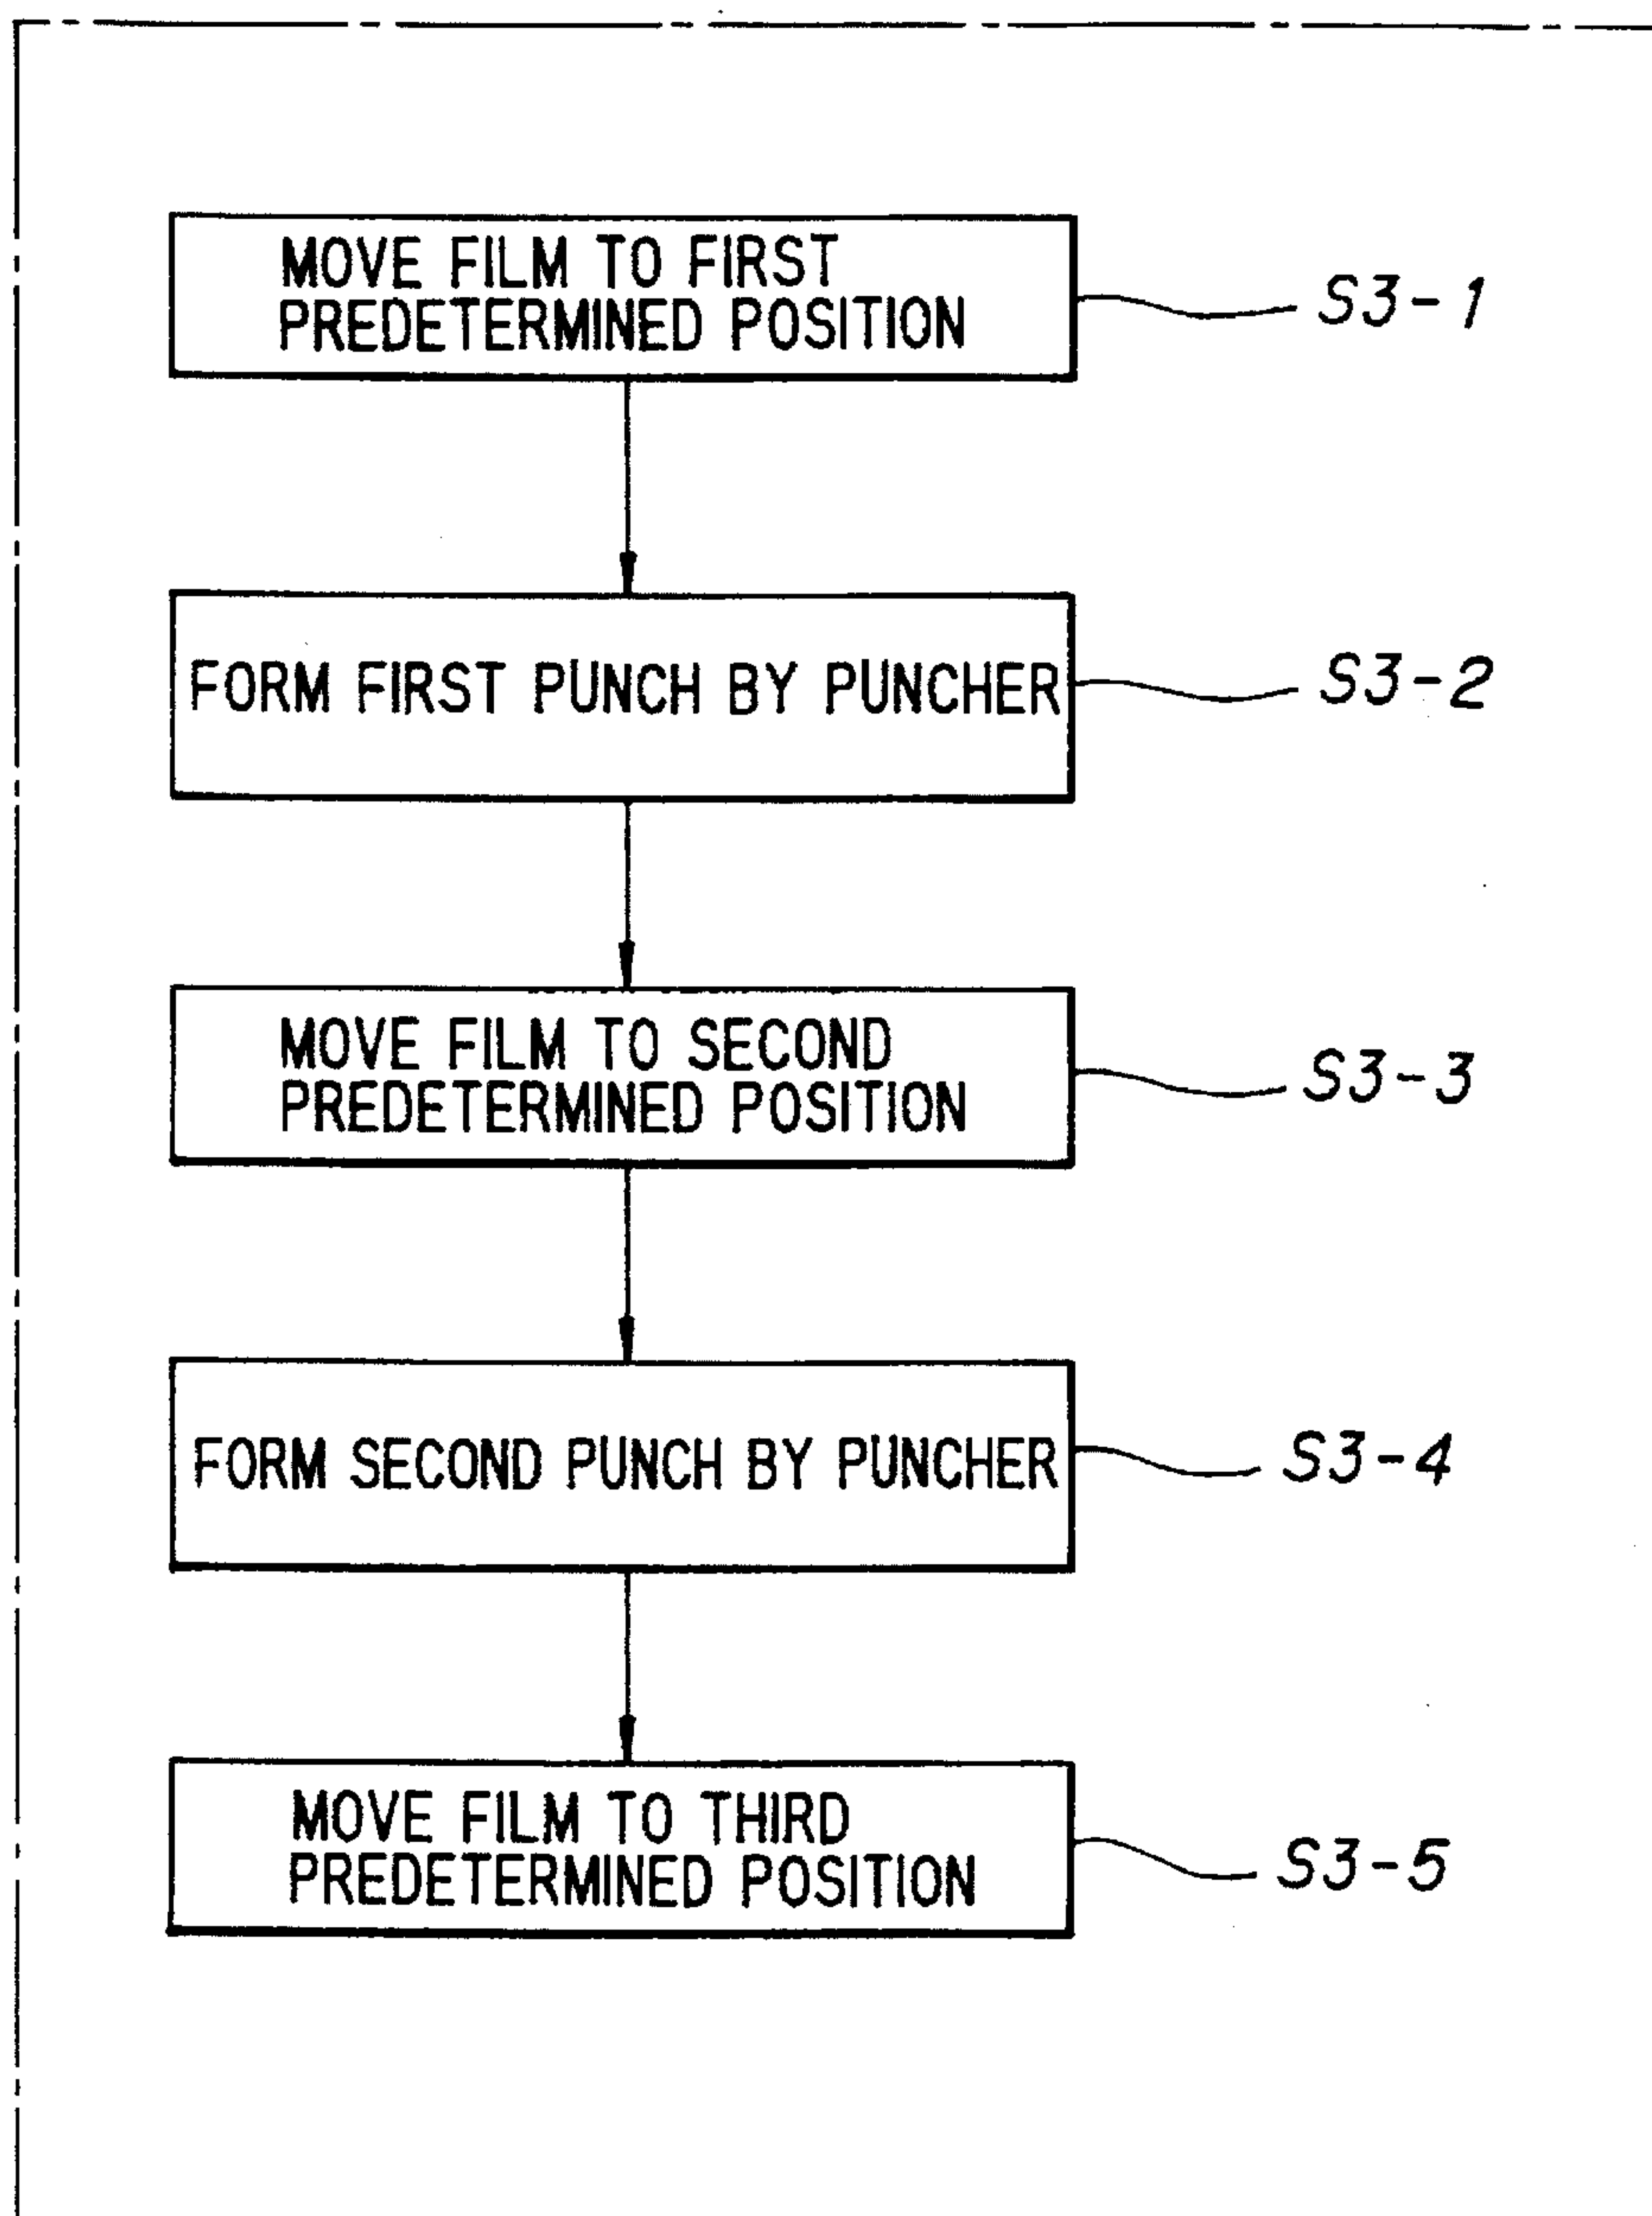 MOVE FILM TO FIRST
PREDETERMINED POSITION
S3-1
FORM FIRST PUNCH BY PUNCHER
S3-2
MOVE FILM TO SECOND
PREDETERMINED POSITION
S3-3
FORM SECOND PUNCH BY PUNCHER
S3-4
MOVE FILM TO THIRD
PREDETERMINED POSITION
S3-5